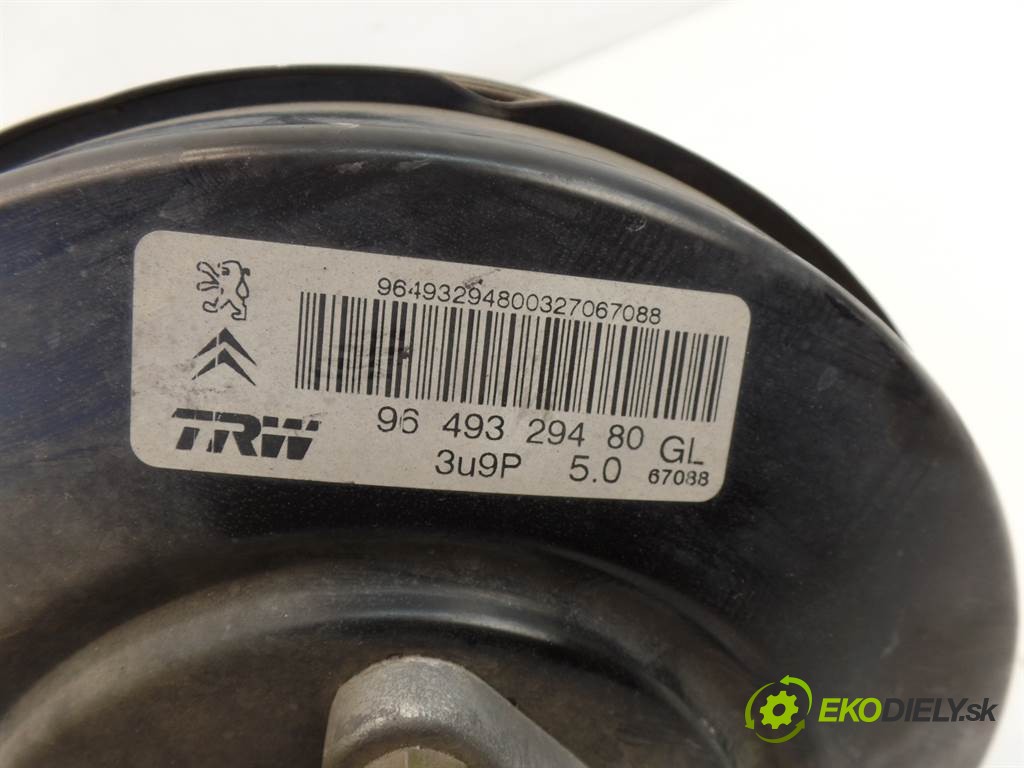 96493294800327067088
TRW
96 493 294 80 GL
3u9P 5.0 67088
EKODIELY.sk